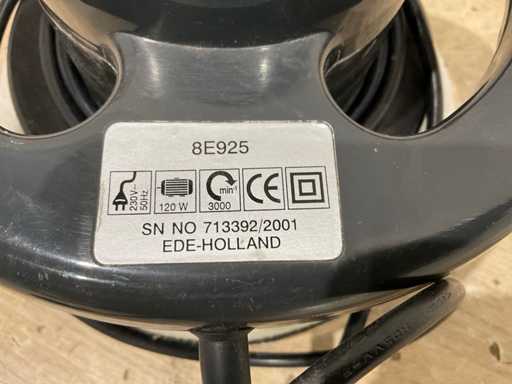 8E925
230V~ 50Hz
120 W
min⁻¹ 3000
CE
SN NO 713392/2001
EDE-HOLLAND